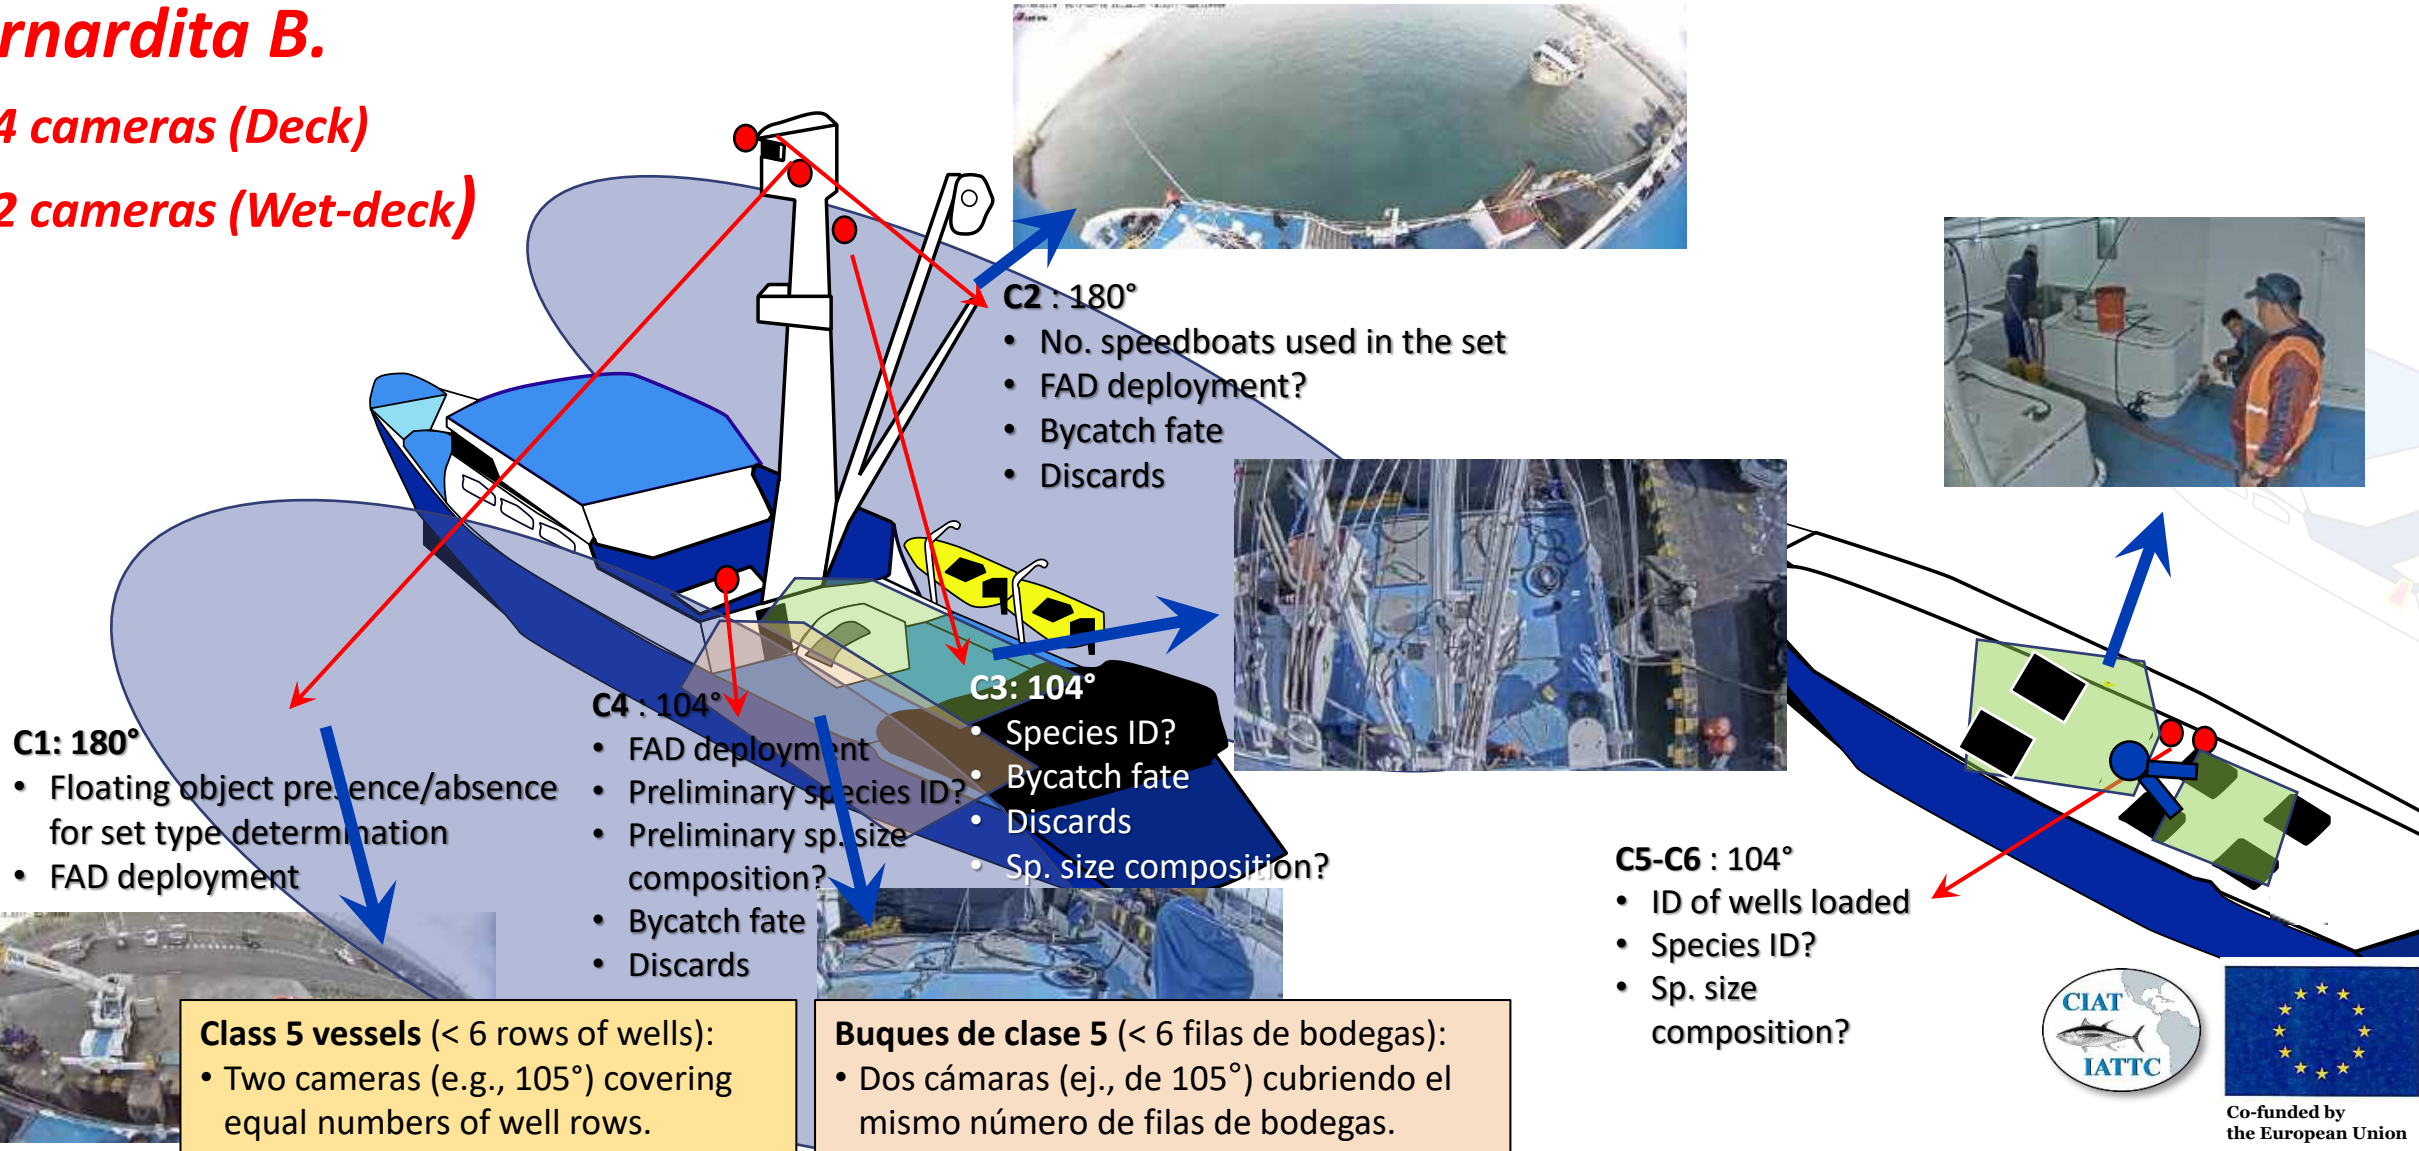 rnardita B.
4 cameras (Deck)
2 cameras (Wet-deck)
C2 : 180°
• No. speedboats used in the set
• FAD deployment?
• Bycatch fate
• Discards
C1: 180°
• Floating object presence/absence
for set type determination
• FAD deployment
C4 : 104°
• FAD deployment
• Preliminary species ID?
• Preliminary sp. size
composition?
• Bycatch fate
• Discards
C3: 104°
• Species ID?
• Bycatch fate
• Discards
• Sp. size composition?
C5-C6 : 104°
• ID of wells loaded
• Species ID?
• Sp. size
composition?
Class 5 vessels (< 6 rows of wells):
• Two cameras (e.g., 105°) covering
equal numbers of well rows.
Buques de clase 5 (< 6 filas de bodegas):
• Dos cámaras (ej., de 105°) cubriendo el
mismo número de filas de bodegas.
CIAT
IATTC
Co-funded by
the European Union